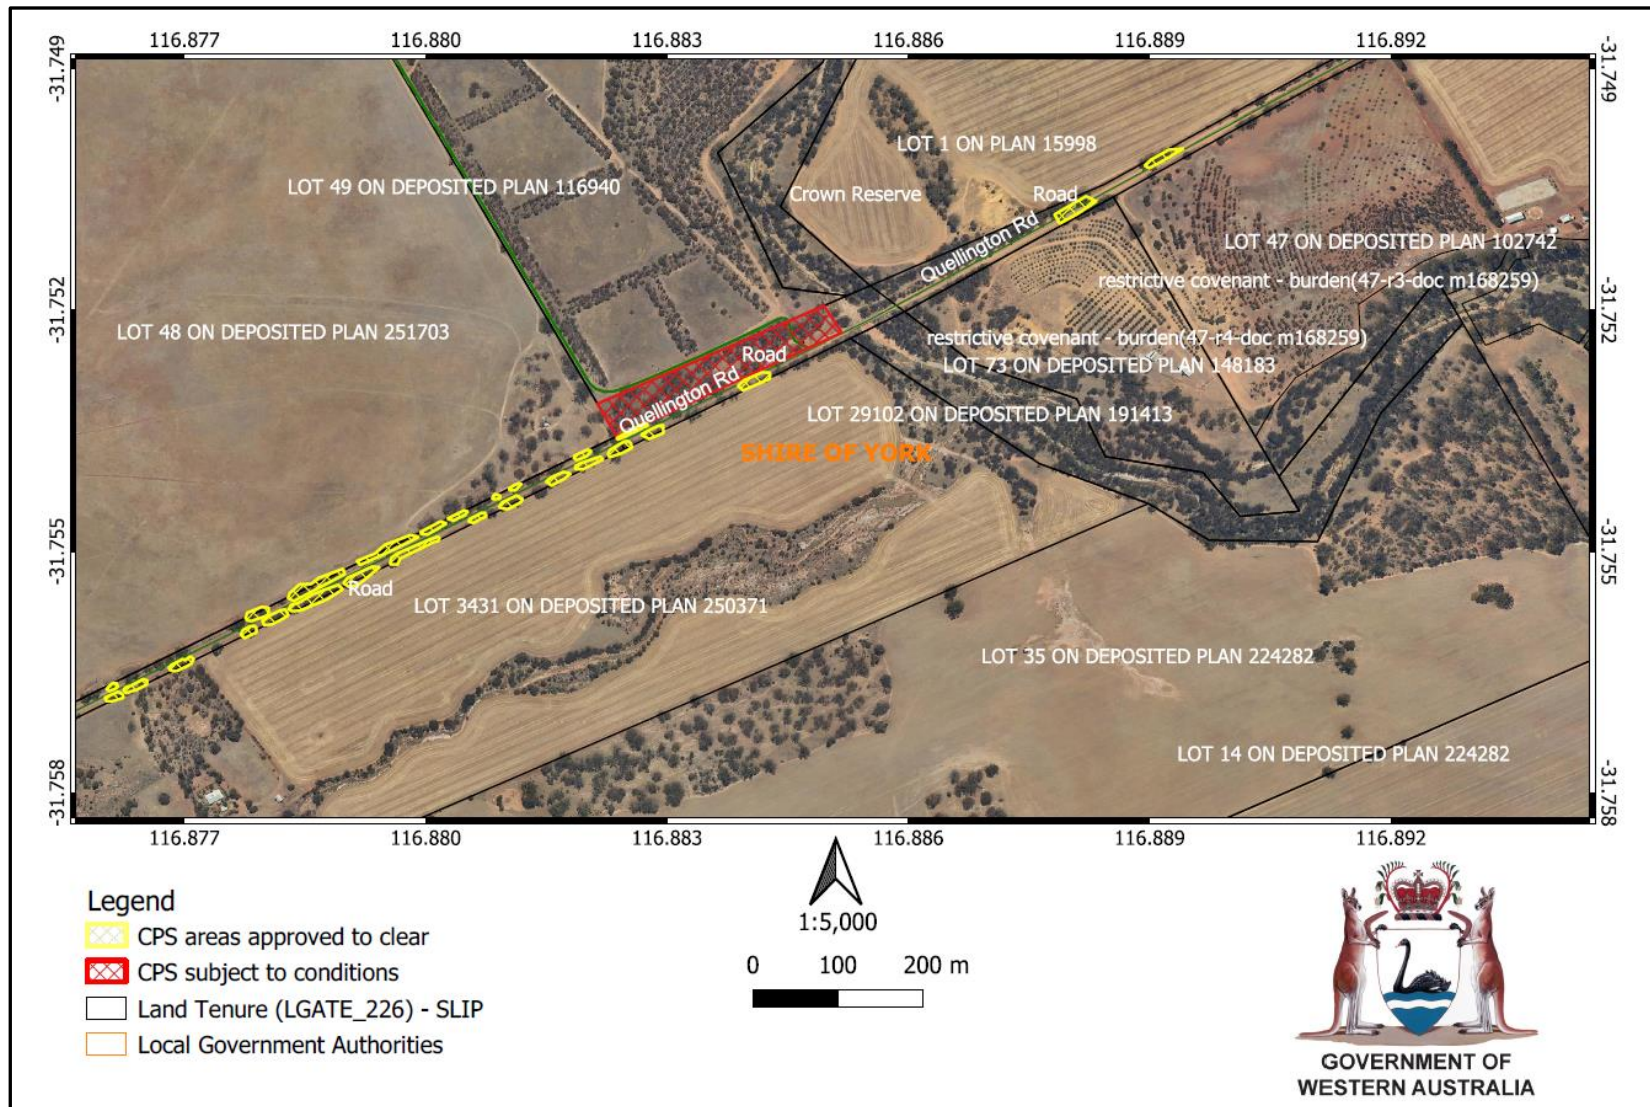 116.877 116.880 116.883 116.886 116.889 116.892
-31.749 -31.749
LOT 1 ON PLAN 15998
LOT 49 ON DEPOSITED PLAN 116940
Crown Reserve
Road
Quellington Rd
LOT 47 ON DEPOSITED PLAN 102742
restrictive covenant - burden(47-r3-doc m168259)
-31.752 -31.752
LOT 48 ON DEPOSITED PLAN 251703
restrictive covenant - burden(47-r4-doc m168259)
Road
LOT 73 ON DEPOSITED PLAN 148183
Quellington Rd
LOT 29102 ON DEPOSITED PLAN 191413
SHIRE OF YORK
-31.755 -31.755
Road
LOT 3431 ON DEPOSITED PLAN 250371
LOT 35 ON DEPOSITED PLAN 224282
LOT 14 ON DEPOSITED PLAN 224282
-31.758 -31.758
116.877 116.880 116.883 116.886 116.889 116.892
Legend
CPS areas approved to clear
CPS subject to conditions
Land Tenure (LGATE_226) - SLIP
Local Government Authorities
1:5,000
0 100 200 m
GOVERNMENT OF
WESTERN AUSTRALIA